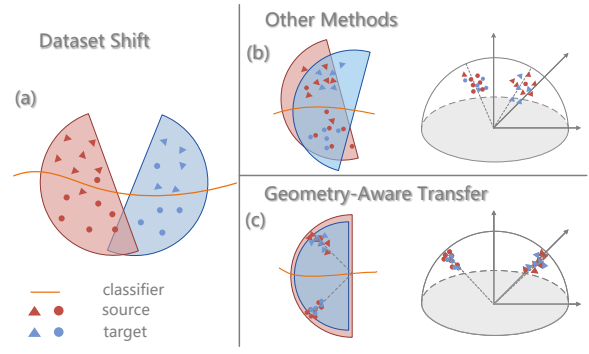 Dataset Shift
(a)
classifier
source
target
Other Methods
(b)
Geometry-Aware Transfer
(c)